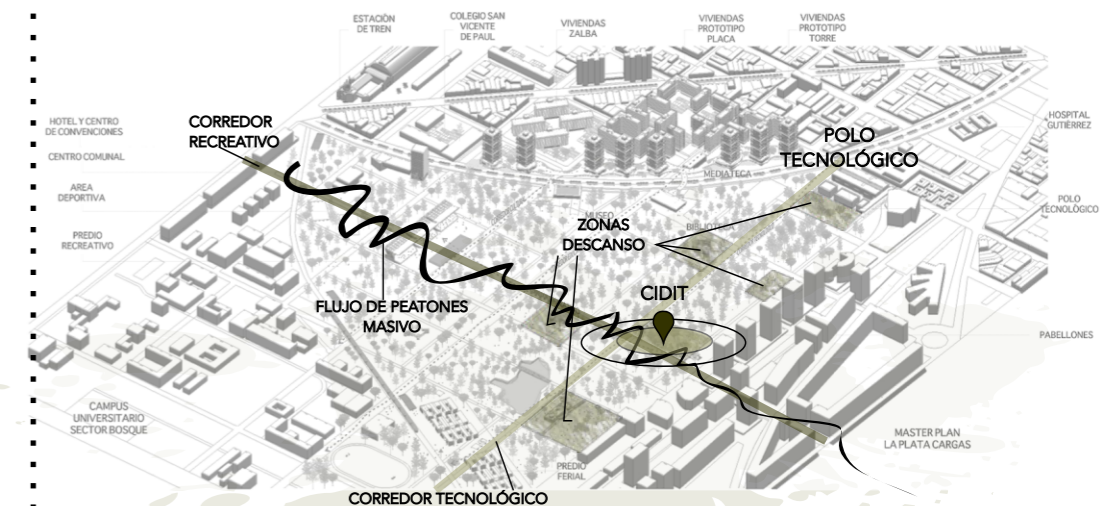 ESTACIÓN
DE TREN
COLEGIO SAN
VICENTE
DE PAUL
VIVIENDAS
ZALBA
VIVIENDAS
PROTOTIPO
PLACA
VIVIENDAS
PROTOTIPO
TORRE
HOTEL Y CENTRO
DE CONVENCIONES
CORREDOR
RECREATIVO
HOSPITAL
GUTIÉRREZ
POLO
TECNOLÓGICO
CENTRO COMUNAL
MEDIATECA
AREA
DEPORTIVA
POLO
TECNOLÓGICO
MUSEO
BIBLIOTECA
ZONAS
DESCANSO
PREDIO
RECREATIVO
CIDIT
FLUJO DE PEATONES
MASIVO
PABELLONES
CAMPUS
UNIVERSITARIO
SECTOR BOSQUE
MASTER PLAN
LA PLATA CARGAS
PREDIO
FERIAL
CORREDOR TECNOLÓGICO